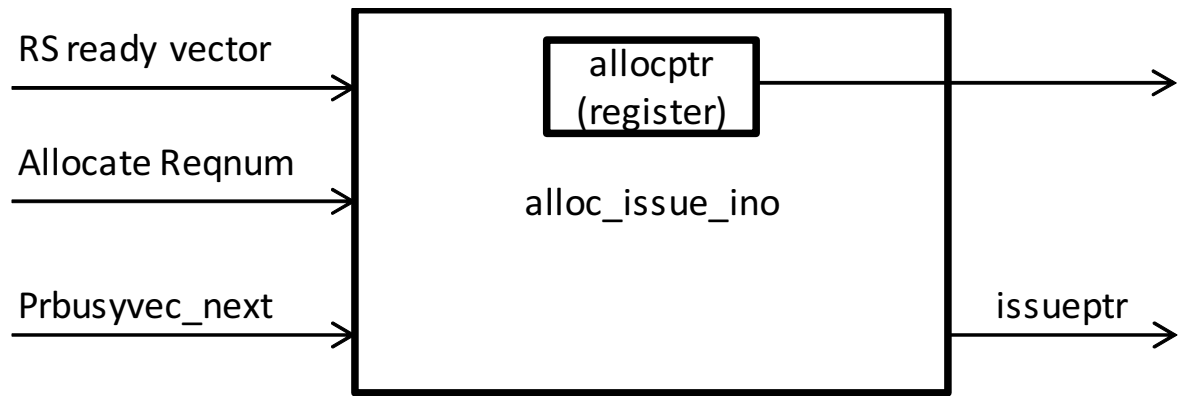 RS ready vector
allocptr
(register)
Allocate Reqnum
alloc_issue_ino
Prbusyvec_next
issueptr